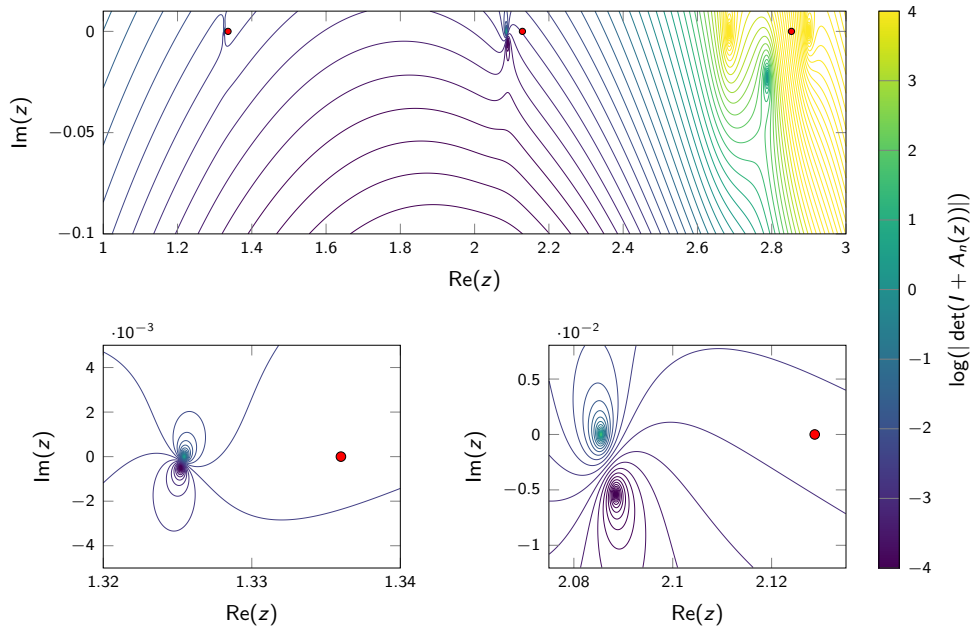 0
−0.05
−0.1
Im(z)
1 1.2 1.4 1.6 1.8 2 2.2 2.4 2.6 2.8 3
Re(z)
4
3
2
1
0
−1
−2
−3
−4
log(| det(I + A_n(z))|)
·10^−3
4
2
0
−2
−4
Im(z)
1.32 1.33 1.34
Re(z)
·10^−2
0.5
0
−0.5
−1
Im(z)
2.08 2.1 2.12
Re(z)